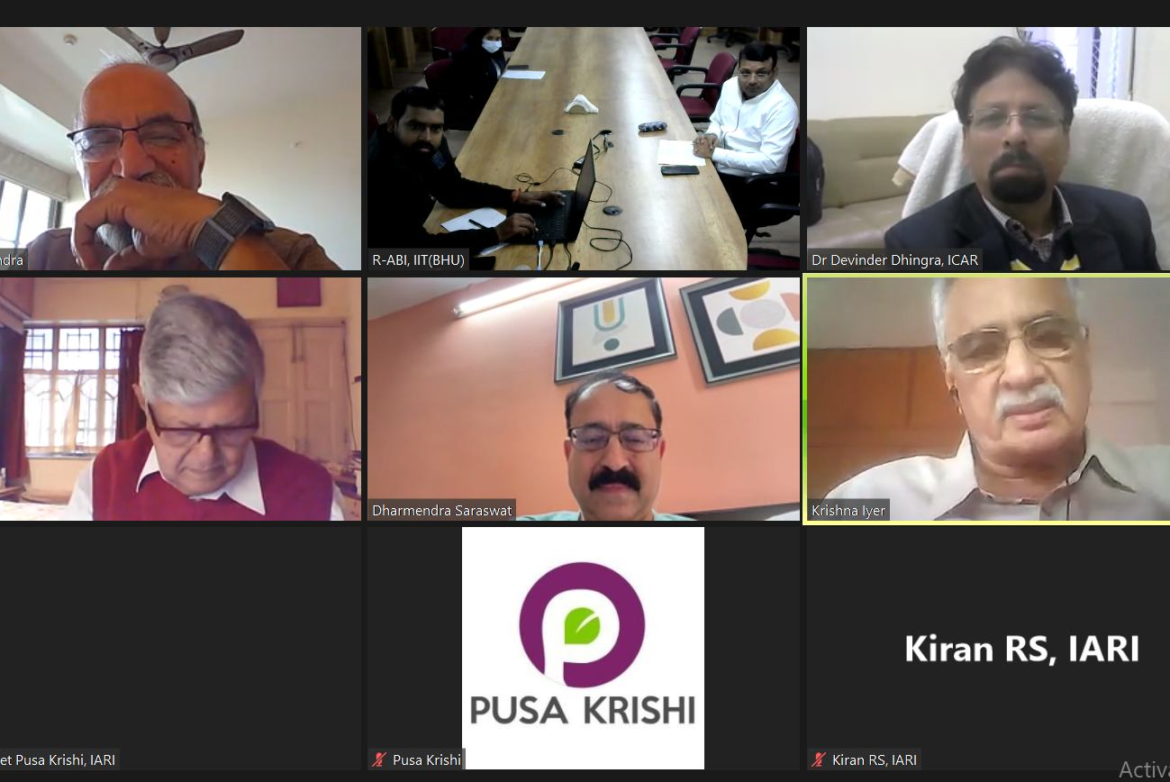 ndra
R-ABI, IIT(BHU)
Dr Devinder Dhingra, ICAR
Dharmendra Saraswat
Krishna Iyer
PUSA KRISHI
Kiran RS, IARI
et Pusa Krishi, IARI
Pusa Krishi
Kiran RS, IARI
Activ